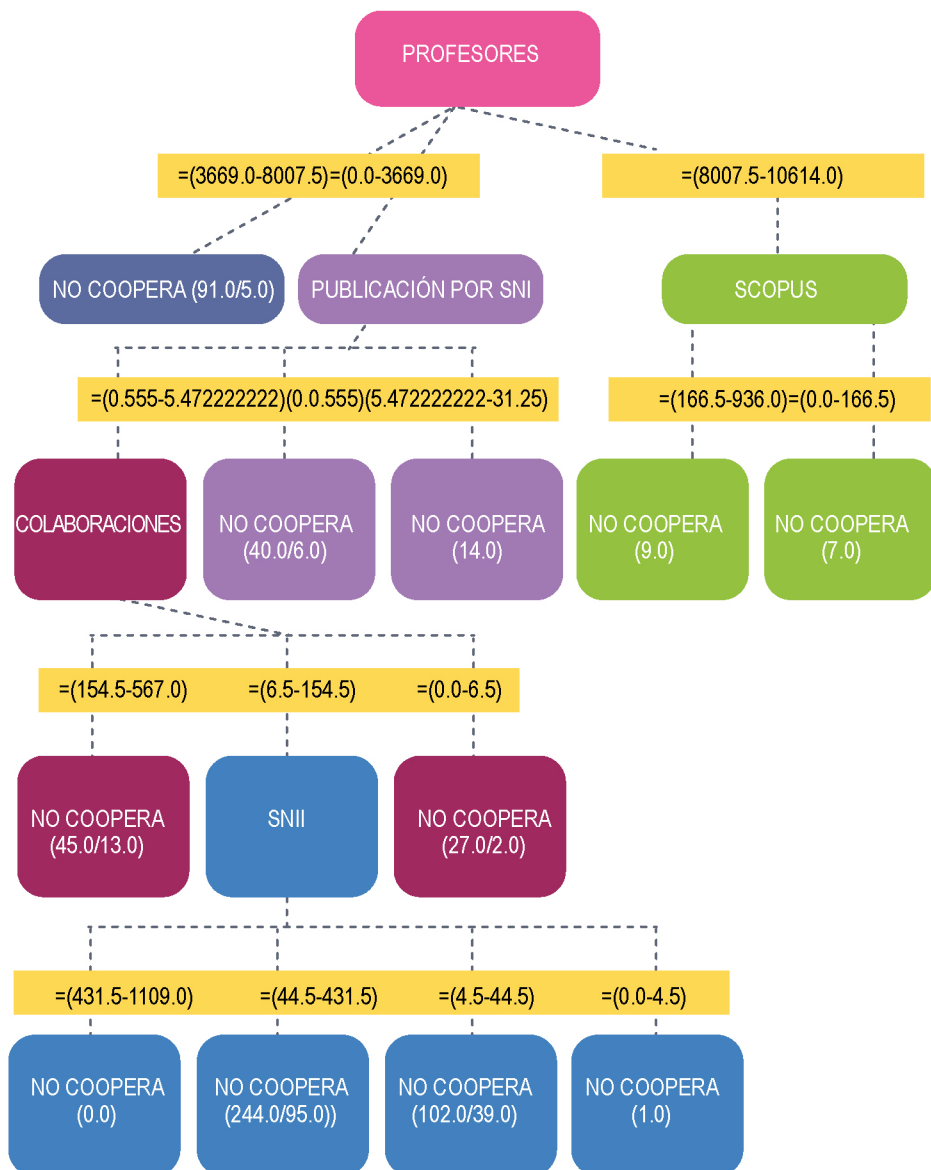 PROFESORES
=(3669.0-8007.5)=(0.0-3669.0)
=(8007.5-10614.0)
NO COOPERA (91.0/5.0)
PUBLICACIÓN POR SNI
SCOPUS
=(0.555-5.472222222)(0.0.555)(5.472222222-31.25)
=(166.5-936.0)=(0.0-166.5)
COLABORACIONES
NO COOPERA
(40.0/6.0)
NO COOPERA
(14.0)
NO COOPERA
(9.0)
NO COOPERA
(7.0)
=(154.5-567.0)
=(6.5-154.5)
=(0.0-6.5)
NO COOPERA
(45.0/13.0)
SNII
NO COOPERA
(27.0/2.0)
=(431.5-1109.0)
=(44.5-431.5)
=(4.5-44.5)
=(0.0-4.5)
NO COOPERA
(0.0)
NO COOPERA
(244.0/95.0))
NO COOPERA
(102.0/39.0)
NO COOPERA
(1.0)